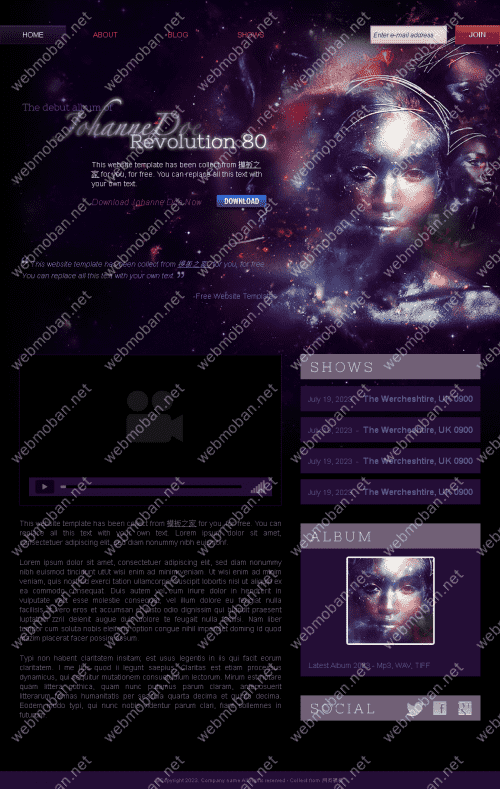 HOME ABOUT BLOG SHOWS Enter e-mail address JOIN
The debut album of
JohanneDoe
Revolution 80
This website template has been collect from 模板之
家 for you, for free. You can replace all this text with
your own text.
Download Johanne Doe Now DOWNLOAD
This website template has been collect from 模板之家 for you, for free.
You can replace all this text with your own text.
-Free Website Template
SHOWS
July 19, 2023 - The Wercheshtire, UK 0900
July 19, 2023 - The Wercheshtire, UK 0900
July 19, 2023 - The Wercheshtire, UK 0900
July 19, 2023 - The Wercheshtire, UK 0900
This website template has been collect from 模板之家 for you, for free. You can
replace all this text with your own text. Lorem ipsum dolor sit amet,
consectetuer adipiscing elit, sed diam nonummy nibh euismod
Lorem ipsum dolor sit amet, consectetuer adipiscing elit, sed diam nonummy
nibh euismod tincidunt utUt wisi enim ad minim veniam. Ut wisi enim ad minim
veniam, quis nostrud exerci tation ullamcorper suscipit lobortis nisl ut aliquip ex
ea commodo consequat. Duis autem vel eum iriure dolor in hendrerit in
vulputate velit esse molestie consequat, vel illum dolore eu feugiat nulla
facilisis at vero eros et accumsan et iusto odio dignissim qui blandit praesent
luptatum zzril delenit augue duis dolore te feugait nulla facilisi. Nam liber
tempor cum soluta nobis eleifend option congue nihil imperdiet doming id quod
mazim placerat facer possim assum.
Typi non habent claritatem insitam; est usus legentis in iis qui facit eorum
claritatem. I me lius quod ii legunt saepius. Claritas est etiam processus
dynamicus, qui sequitur mutationem consuetudium lectorum. Mirum est notare
quam littera gothica, quam nunc putamus parum claram, anteposuerit
litterarum formas humanitatis per seacula quarta decima et quinta decima.
Eodem modo typi, qui nunc nobis videntur parum clari, fiant sollemnes in
futurum.
ALBUM
Latest Album 2023 - Mp3, WAV, TIFF
SOCIAL
Copyright 2023. Company name All rights reserved - Collect from
webmoban.net